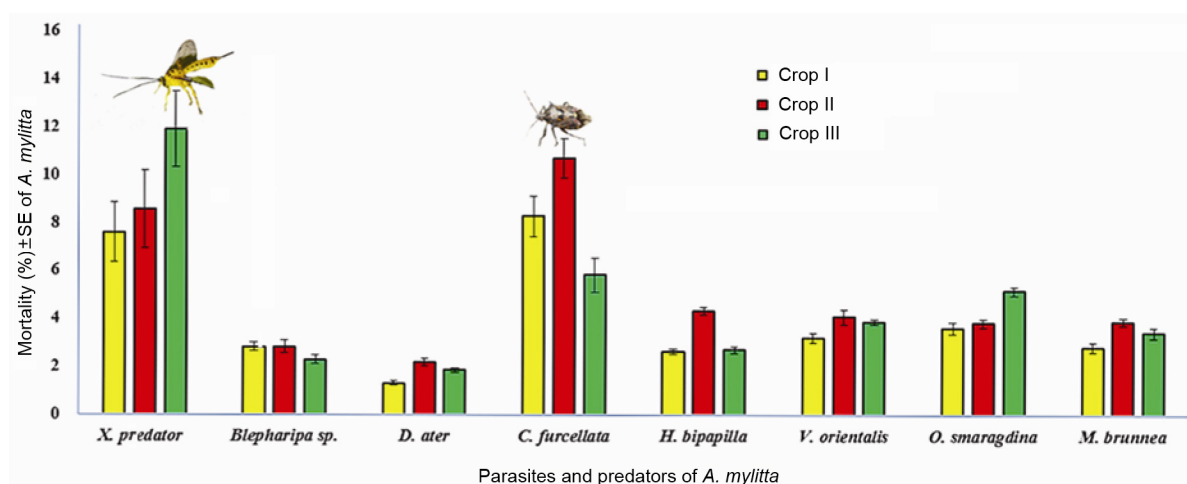 16
14
12
10
8
6
4
2
0
Mortality (%)±SE of A. mylitta
Crop I
Crop II
Crop III
X. predator
Blepharipa sp.
D. ater
C. furcellata
H. bipapilla
V. orientalis
O. smaragdina
M. brunnea
Parasites and predators of A. mylitta